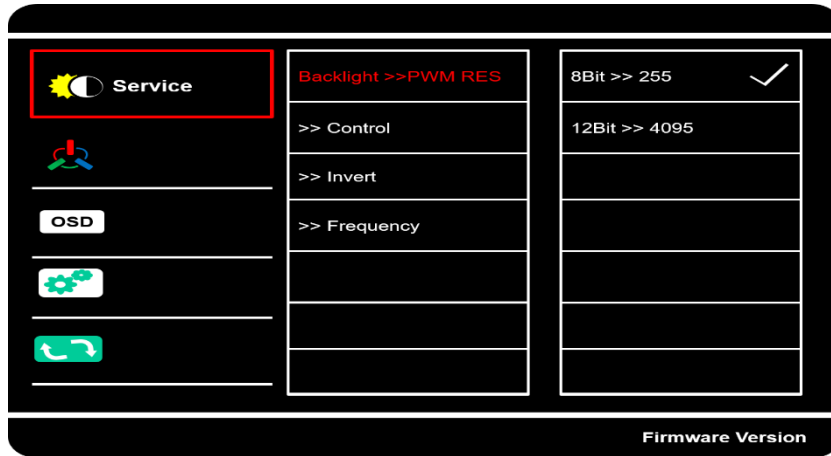 Service
OSD
Backlight >>PWM RES
>> Control
>> Invert
>> Frequency
8Bit >> 255
12Bit >> 4095
Firmware Version